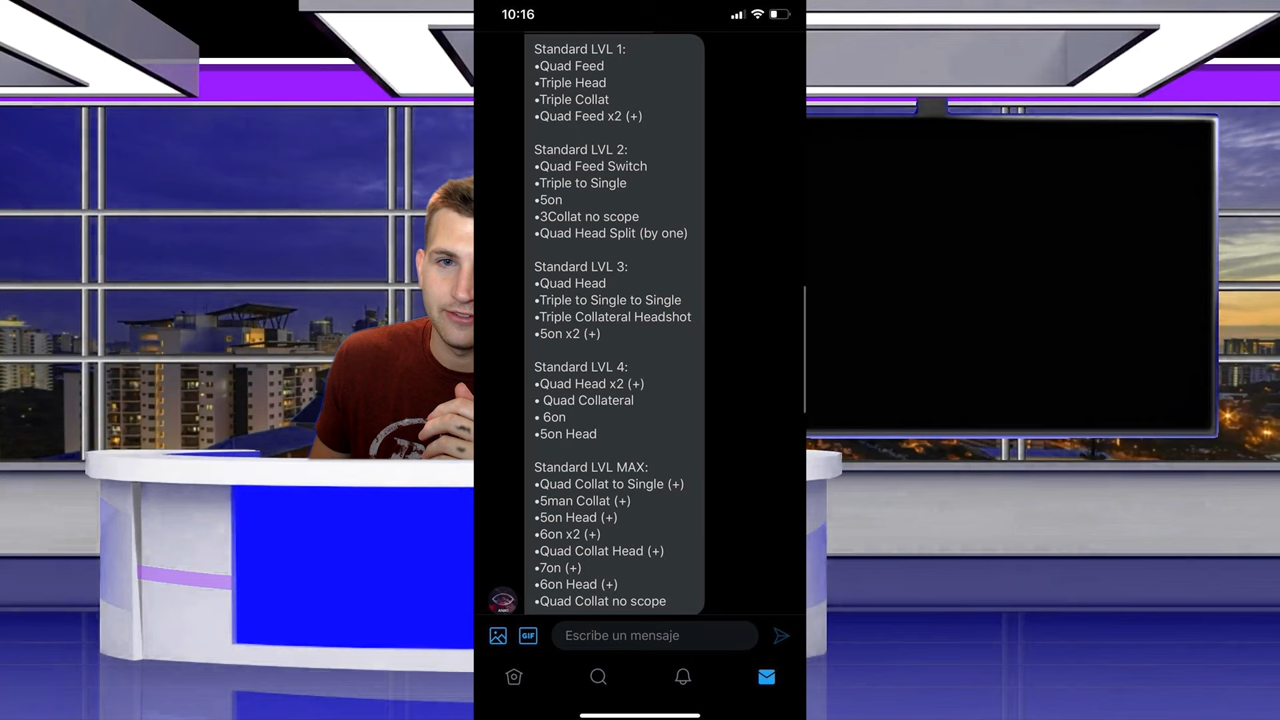 10:16
Standard LVL 1:
•Quad Feed
•Triple Head
•Triple Collat
•Quad Feed x2 (+)
Standard LVL 2:
•Quad Feed Switch
•Triple to Single
•5on
•3Collat no scope
•Quad Head Split (by one)
Standard LVL 3:
•Quad Head
•Triple to Single to Single
•Triple Collateral Headshot
•5on x2 (+)
Standard LVL 4:
•Quad Head x2 (+)
• Quad Collateral
• 6on
•5on Head
Standard LVL MAX:
•Quad Collat to Single (+)
•5man Collat (+)
•5on Head (+)
•6on x2 (+)
•Quad Collat Head (+)
•7on (+)
•6on Head (+)
•Quad Collat no scope
GIF
Escribe un mensaje